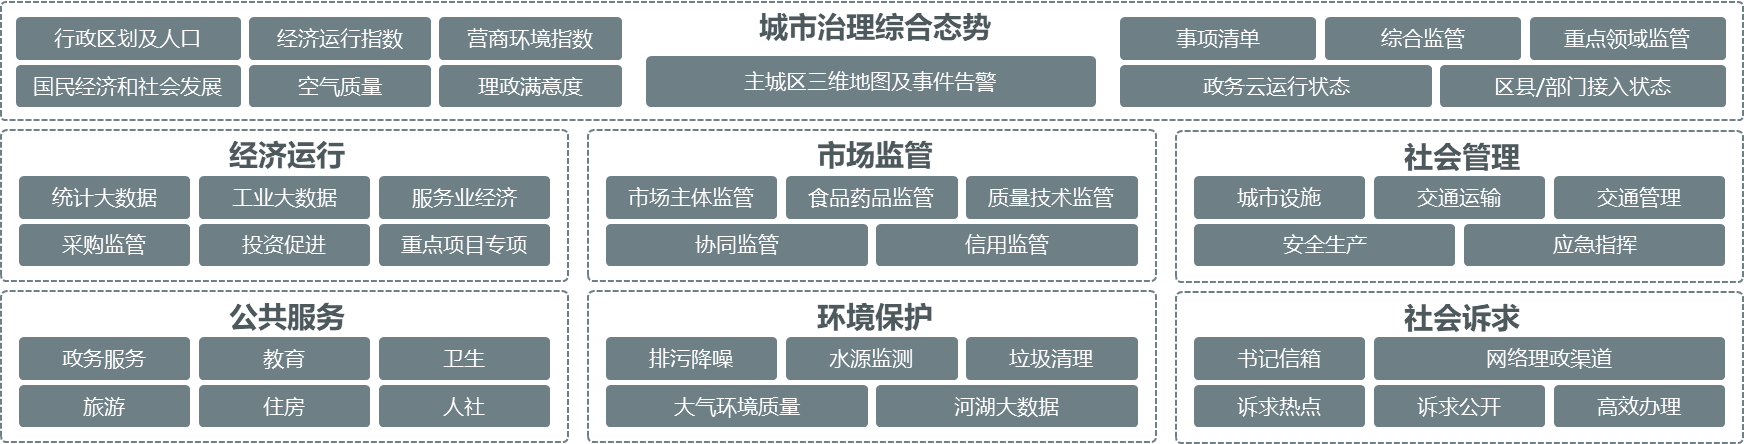 城市治理综合态势
行政区划及人口 经济运行指数 营商环境指数
国民经济和社会发展 空气质量 理政满意度
主城区三维地图及事件告警
事项清单 综合监管 重点领域监管
政务云运行状态 区县/部门接入状态
经济运行
统计大数据 工业大数据 服务业经济
采购监管 投资促进 重点项目专项
市场监管
市场主体监管 食品药品监管 质量技术监管
协同监管 信用监管
社会管理
城市设施 交通运输 交通管理
安全生产 应急指挥
公共服务
政务服务 教育 卫生
旅游 住房 人社
环境保护
排污降噪 水源监测 垃圾清理
大气环境质量 河湖大数据
社会诉求
书记信箱 网络理政渠道
诉求热点 诉求公开 高效办理